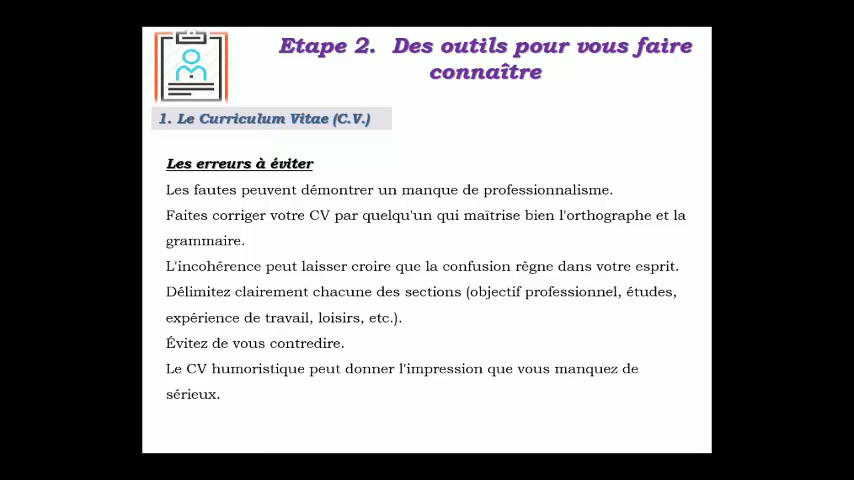 Etape 2. Des outils pour vous faire
connaître
1. Le Curriculum Vitae (C.V.)
Les erreurs à éviter
Les fautes peuvent démontrer un manque de professionnalisme.
Faites corriger votre CV par quelqu'un qui maîtrise bien l'orthographe et la
grammaire.
L'incohérence peut laisser croire que la confusion règne dans votre esprit.
Délimitez clairement chacune des sections (objectif professionnel, études,
expérience de travail, loisirs, etc.).
Évitez de vous contredire.
Le CV humoristique peut donner l'impression que vous manquez de
sérieux.